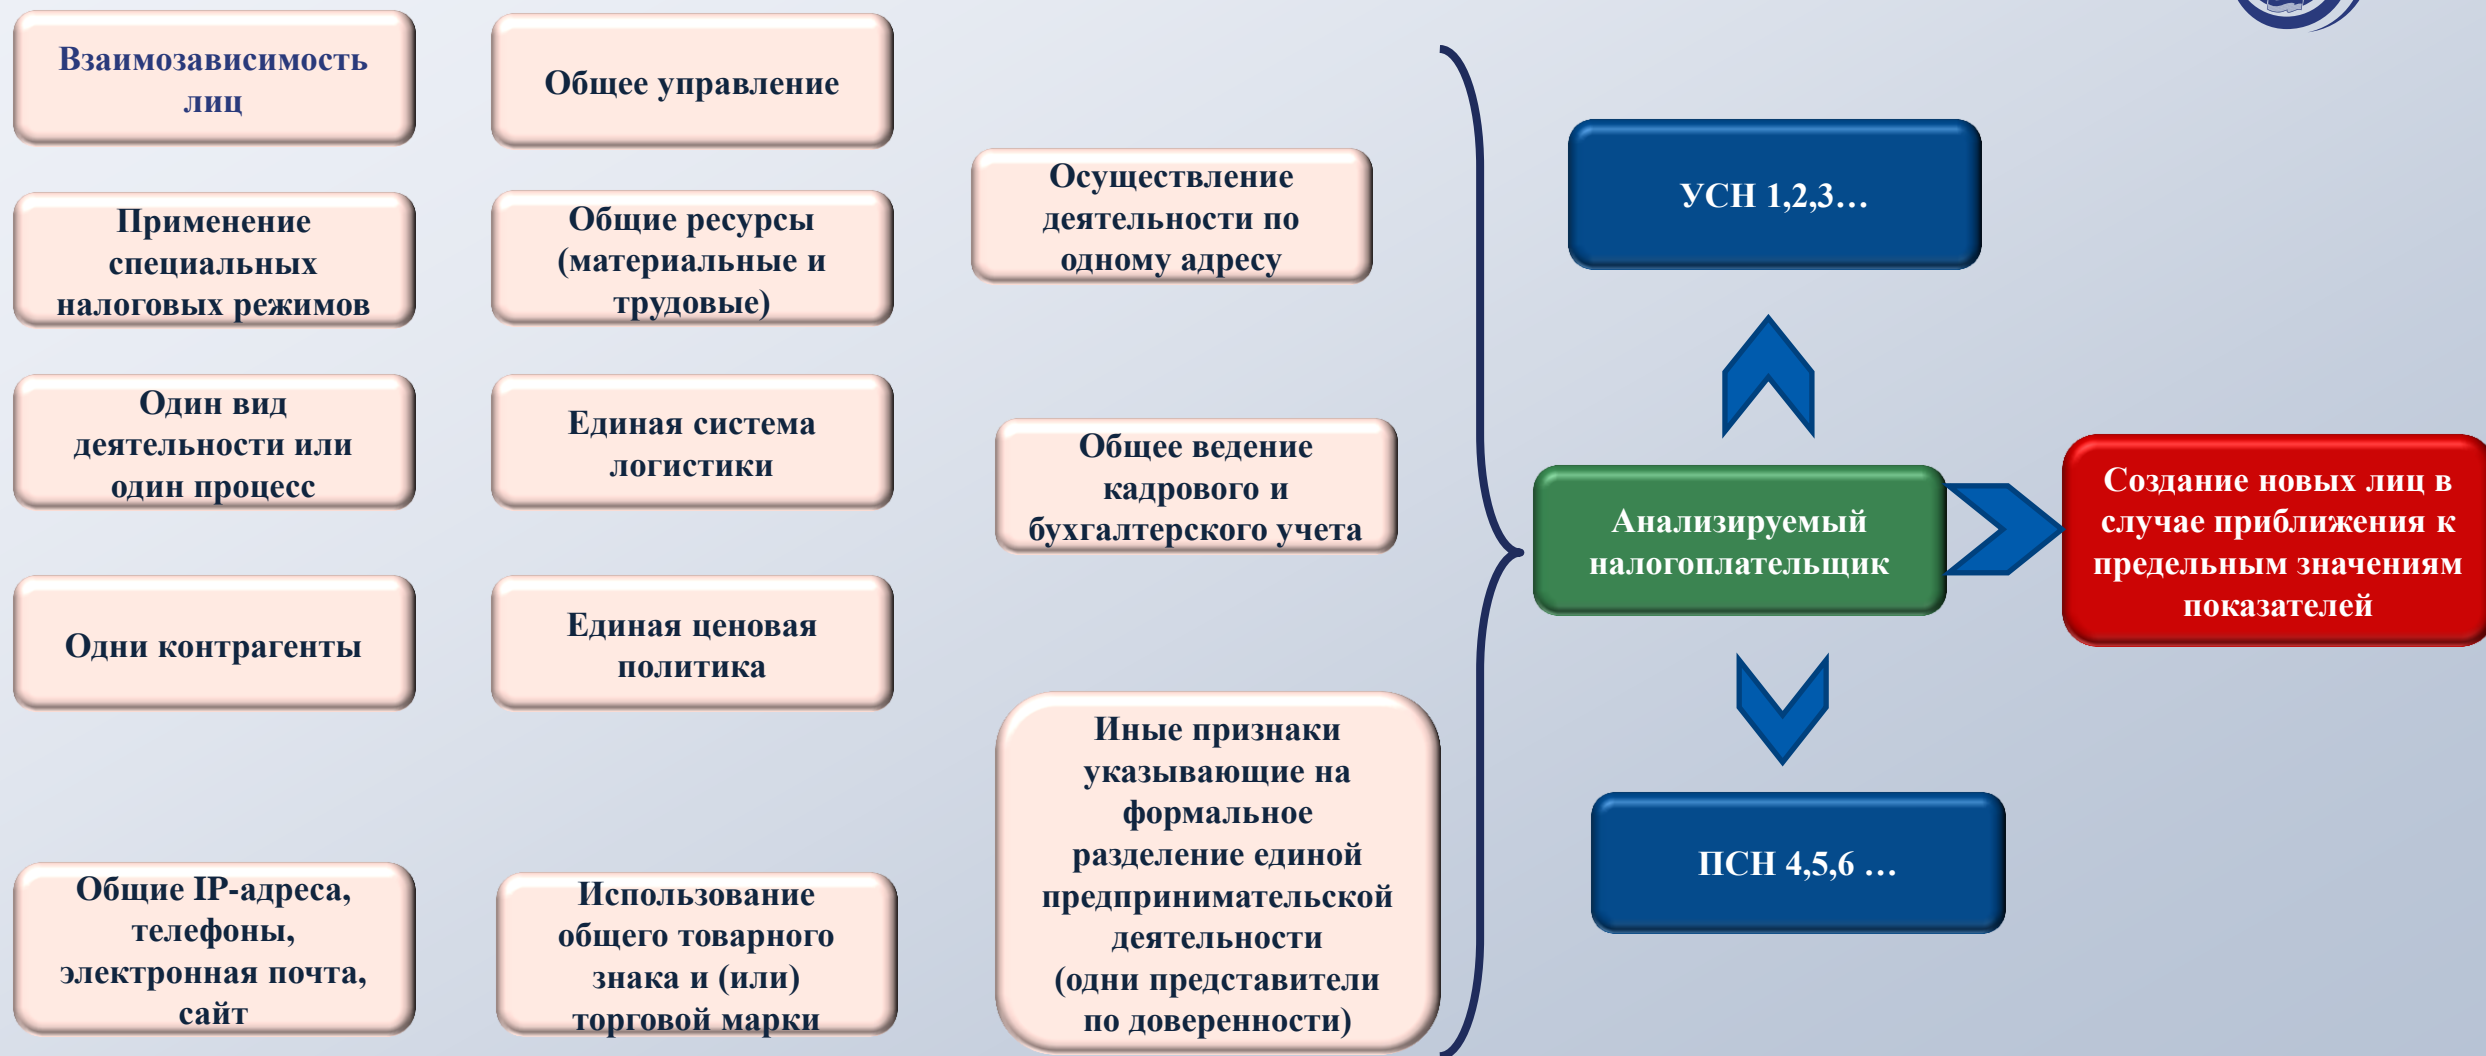 Взаимозависимость
лиц
Применение
специальных
налоговых режимов
Один вид
деятельности или
один процесс
Одни контрагенты
Общие IP-адреса,
телефоны,
электронная почта,
сайт
Общее управление
Общие ресурсы
(материальные и
трудовые)
Единая система
логистики
Единая ценовая
политика
Использование
общего товарного
знака и (или)
торговой марки
Осуществление
деятельности по
одному адресу
Общее ведение
кадрового и
бухгалтерского учета
Иные признаки
указывающие на
формальное
разделение единой
предпринимательской
деятельности
(одни представители
по доверенности)
УСН 1,2,3…
Анализируемый
налогоплательщик
ПСН 4,5,6 …
Создание новых лиц в
случае приближения к
предельным значениям
показателей